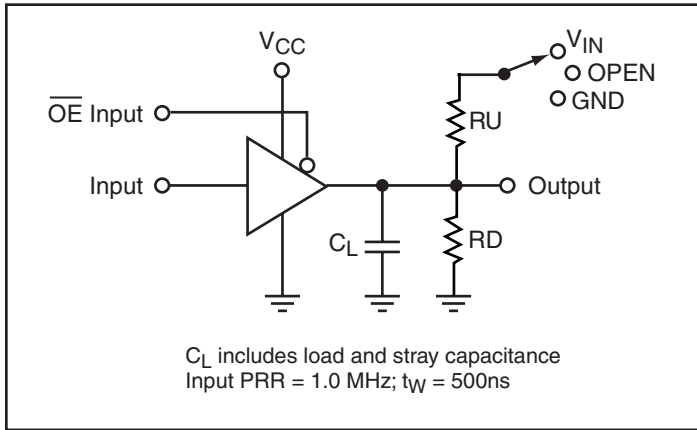 V_CC
V_IN
OPEN
GND
O̅E̅ Input
RU
Input
Output
C_L
RD
C_L includes load and stray capacitance
Input PRR = 1.0 MHz; t_W = 500ns